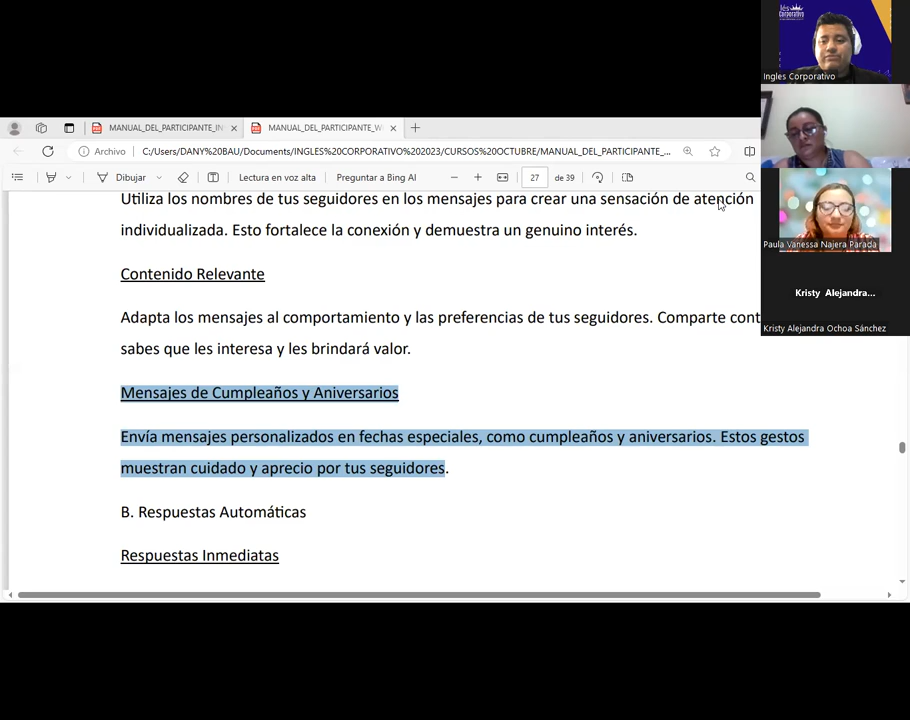 MANUAL_DEL_PARTICIPANTE_IN
MANUAL_DEL_PARTICIPANTE_W
Archivo
C:/Users/DANY%20BAU/Documents/INGLES%20CORPORATIVO%202023/CURSOS%20OCTUBRE/MANUAL_DEL_PARTICIPANTE_...
Dibujar
Lectura en voz alta
Preguntar a Bing AI
27
de 39
Utiliza los nombres de tus seguidores en los mensajes para crear una sensación de atención
individualizada. Esto fortalece la conexión y demuestra un genuino interés.
Contenido Relevante
Adapta los mensajes al comportamiento y las preferencias de tus seguidores. Comparte cont
sabes que les interesa y les brindará valor.
Mensajes de Cumpleaños y Aniversarios
Envía mensajes personalizados en fechas especiales, como cumpleaños y aniversarios. Estos gestos
muestran cuidado y aprecio por tus seguidores.
B. Respuestas Automáticas
Respuestas Inmediatas
lés
Corporativo
Ingles Corporativo
Paula Vanessa Najera Parada
Kristy Alejandra...
Kristy Alejandra Ochoa Sánchez